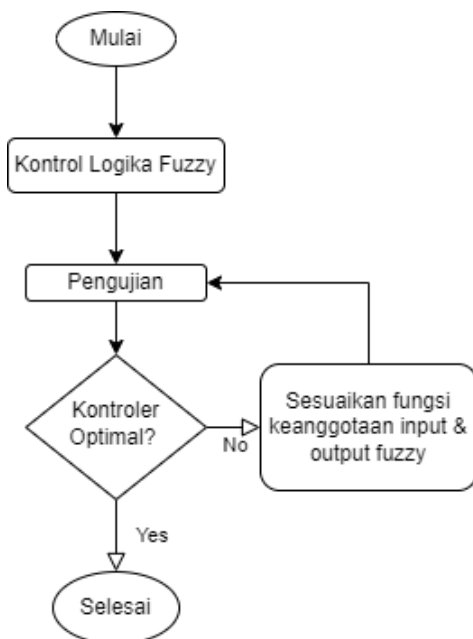 Mulai
Kontrol Logika Fuzzy
Pengujian
Kontroler
Optimal?
No
Sesuaikan fungsi
keanggotaan input &
output fuzzy
Yes
Selesai